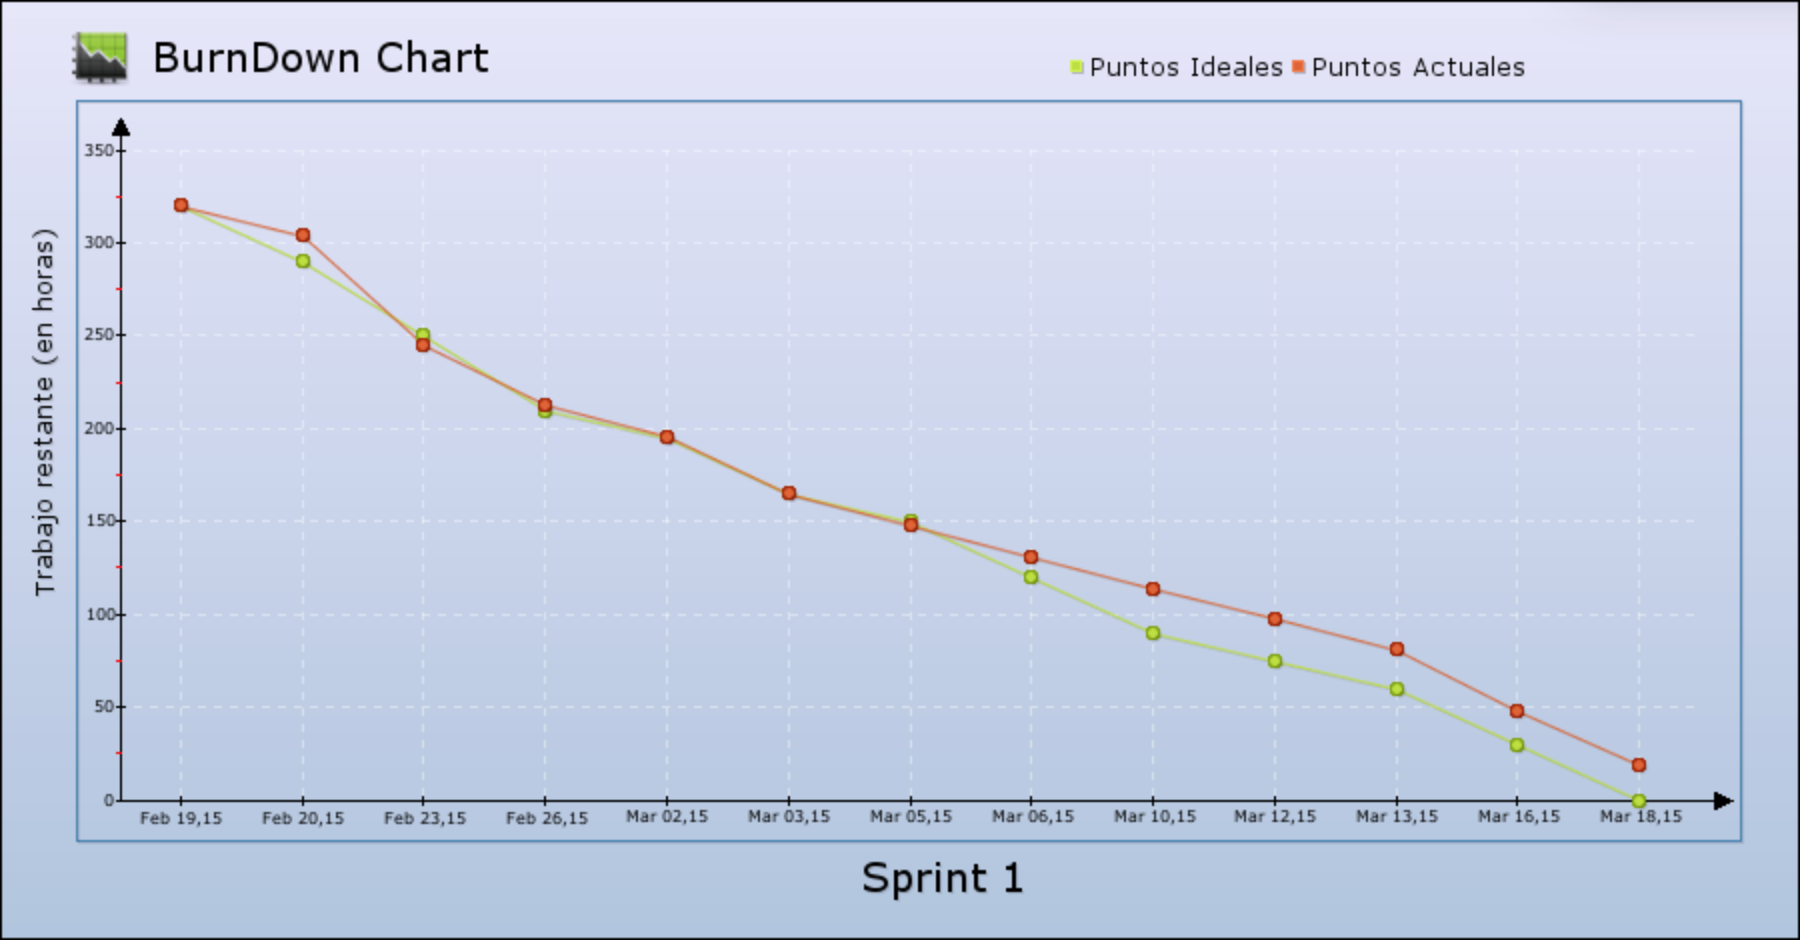 BurnDown Chart
Puntos Ideales Puntos Actuales
Trabajo restante (en horas)
350
300
250
200
150
100
50
0
Feb 19,15 Feb 20,15 Feb 23,15 Feb 26,15 Mar 02,15 Mar 03,15 Mar 05,15 Mar 06,15 Mar 10,15 Mar 12,15 Mar 13,15 Mar 16,15 Mar 18,15
Sprint 1